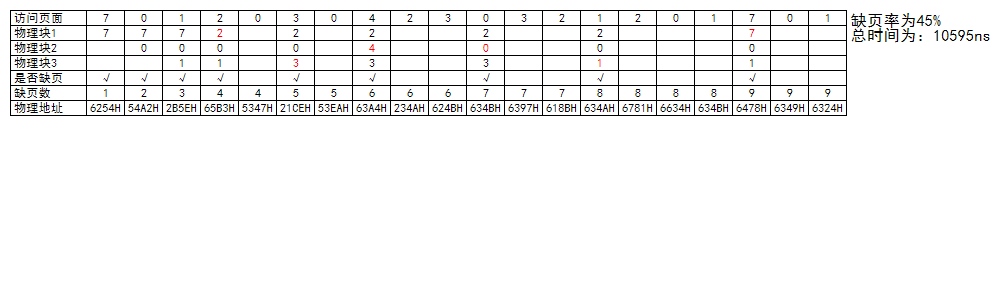 访问页面 7 0 1 2 0 3 0 4 2 3 0 3 2 1 2 0 1 7 0 1
缺页率为45%
物理块1 7 7 7 2 2 2 2 2 7
总时间为: 10595ns
物理块2 0 0 0 0 4 0 0 0
物理块3 1 1 3 3 3 1 1
是否缺页 √ √ √ √ √ √ √ √ √
缺页数 1 2 3 4 4 5 5 6 6 6 7 7 7 8 8 8 8 9 9 9
物理地址 6254H 54A2H 2B5EH 65B3H 5347H 21CEH 53EAH 63A4H 234AH 624BH 634BH 6397H 618BH 634AH 6781H 6634H 634BH 6478H 6349H 6324H